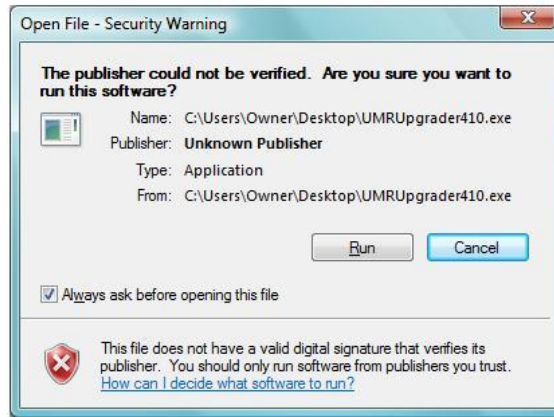 Open File - Security Warning
The publisher could not be verified. Are you sure you want to
run this software?
Name: C:\Users\Owner\Desktop\UMRUpgrader410.exe
Publisher: Unknown Publisher
Type: Application
From: C:\Users\Owner\Desktop\UMRUpgrader410.exe
Run Cancel
Always ask before opening this file
This file does not have a valid digital signature that verifies its
publisher. You should only run software from publishers you trust.
How can I decide what software to run?